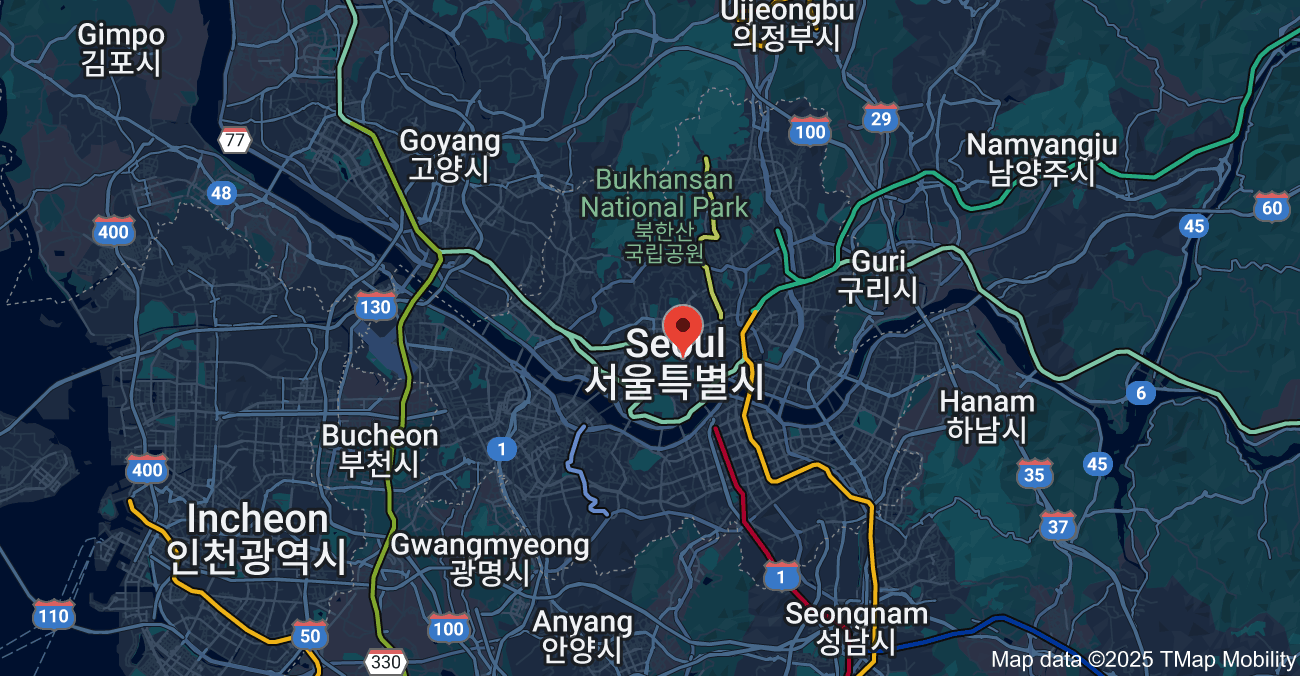 Uijeongbu
의정부시
Gimpo
김포시
77
100
29
Goyang
고양시
Namyangju
남양주시
48
Bukhansan
National Park
북한산
국립공원
400
60
45
Guri
구리시
130
Seoul
서울특별시
6
Hanam
하남시
Bucheon
부천시
1
400
35
45
Incheon
인천광역시
37
Gwangmyeong
광명시
1
110
50
100
Anyang
안양시
Seongnam
성남시
330
Map data ©2025 TMap Mobility